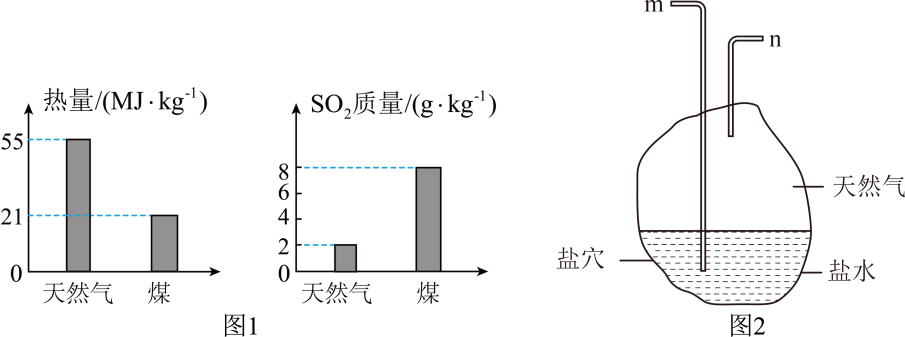 热量/(MJ·kg⁻¹)
55
21
0
天然气 煤
SO₂质量/(g·kg⁻¹)
8
6
4
2
0
天然气 煤
图1
m
n
天然气
盐穴
盐水
图2